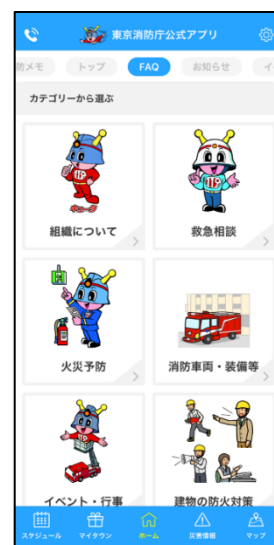 東京消防庁公式アプリ
防メモ トップ FAQ お知らせ イ
カテゴリーから選ぶ
組織について 救急相談
火災予防 消防車両・装備等
イベント・行事 建物の防火対策
スケジュール マイタウン ホーム 災害情報 マップ